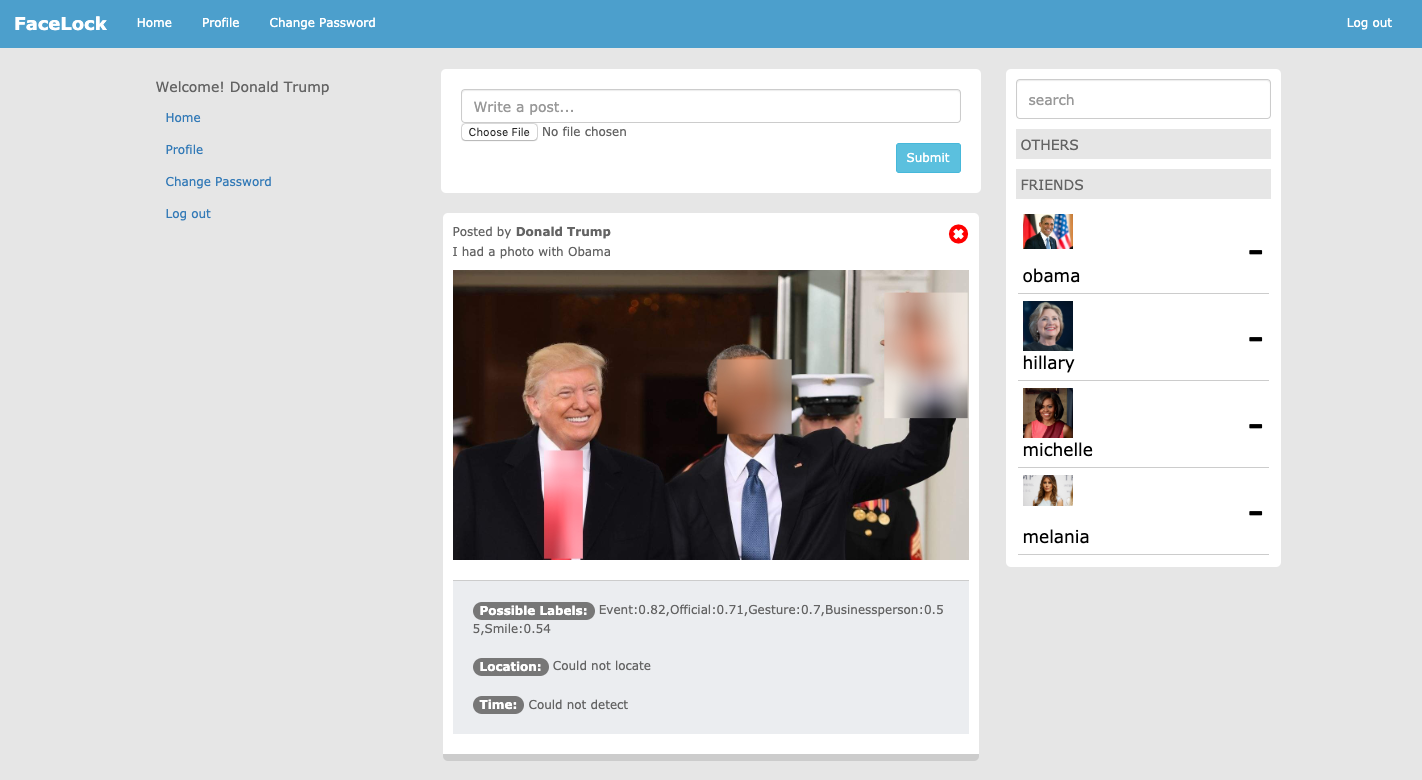 FaceLock Home Profile Change Password Log out
Welcome! Donald Trump
Home
Profile
Change Password
Log out
Write a post...
Choose File No file chosen
Submit
Posted by Donald Trump
I had a photo with Obama
Possible Labels: Event:0.82,Official:0.71,Gesture:0.7,Businessperson:0.5
5,Smile:0.54
Location: Could not locate
Time: Could not detect
search
OTHERS
FRIENDS
obama
hillary
michelle
melania